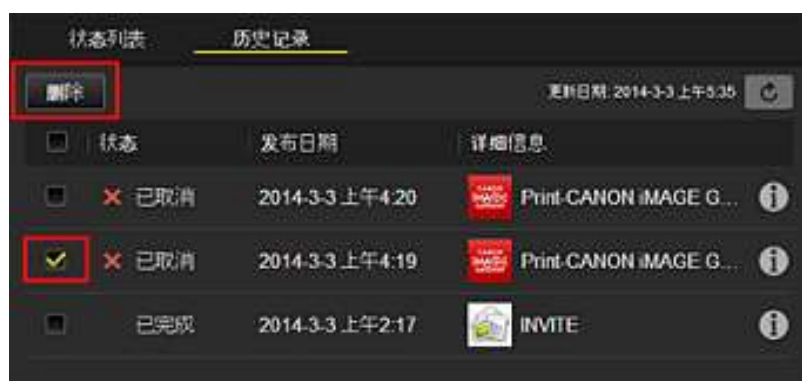 状态列表 历史记录
删除 更新日期: 2014-3-3 上午5:35
状态 发布日期 详细信息
已取消 2014-3-3 上午4:20 Print-CANON iMAGE G...
已取消 2014-3-3 上午4:19 Print-CANON iMAGE G...
已完成 2014-3-3 上午2:17 INVITE